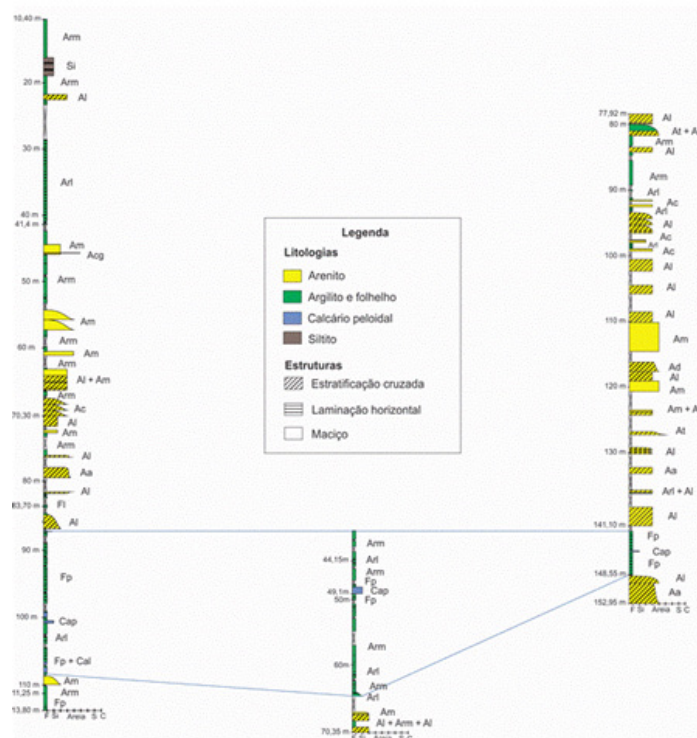 10,40 m
Arm
Si
20 m
Arm
Al
30 m
Arl
40 m
41,4 m
Am
Acg
50 m
Arm
Am
Arm
60 m
Am
Arm
Al + Am
Arm
Ac
70,30 m
Al
Am
Arm
Al
Aa
80 m
Al
83,70 m
Fl
Al
90 m
Fp
100 m
Cap
Arl
Fp + Cal
110 m
Am
11,25 m
Arm
13,80 m
Fp
F Si Areia S C
Legenda
Litologias
Arenito
Argilito e folhelho
Calcário peloidal
Siltito
Estruturas
Estratificação cruzada
Laminação horizontal
Maciço
Arm
44,15m
Arl
Arm
Fp
49,1m
Cap
50m
Fp
Arm
60m
Arl
Arm
Arl
Am
Al + Arm + Al
70,35 m
F Si Areia S C
77,92 m
Al
80 m
At + A
Arm
Al
Arm
90 m
Arl
Ac
Arl
Al
Ac
Arl
100 m
Ac
Al
Al
110 m
Al
Am
Ad
Al
120 m
Am
Am + A
At
130 m
Al
Aa
Arl + Al
Al
141,10 m
Fp
Cap
Fp
148,55 m
Al
Aa
152,95 m
F Si Areia S C